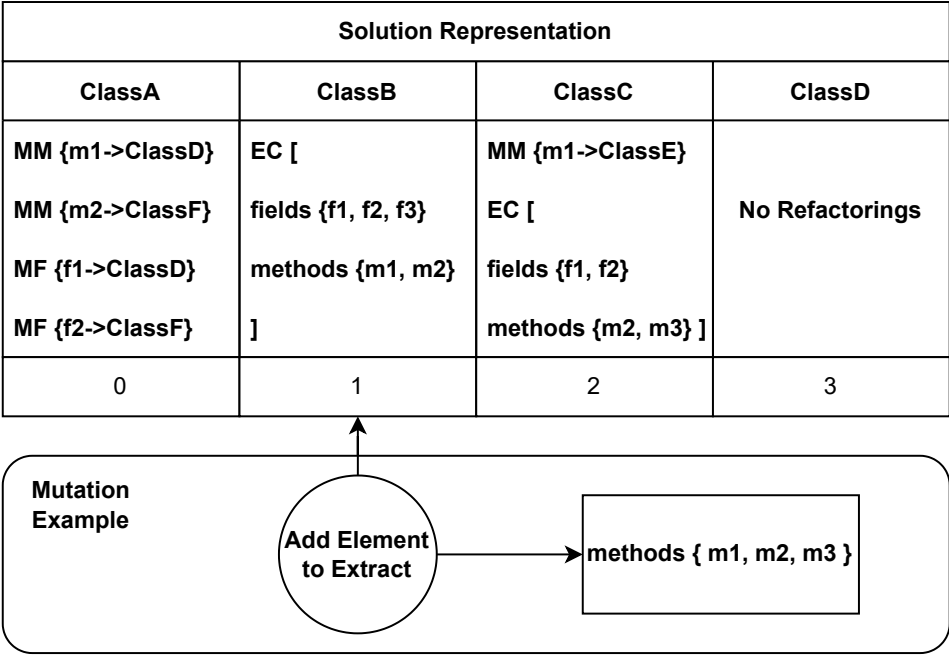 Solution Representation
ClassA ClassB ClassC ClassD
MM {m1->ClassD} EC [ MM {m1->ClassE}
MM {m2->ClassF} fields {f1, f2, f3} EC [ No Refactorings
MF {f1->ClassD} methods {m1, m2} fields {f1, f2}
MF {f2->ClassF} ] methods {m2, m3} ]
0 1 2 3
Mutation
Example
Add Element
to Extract
methods { m1, m2, m3 }